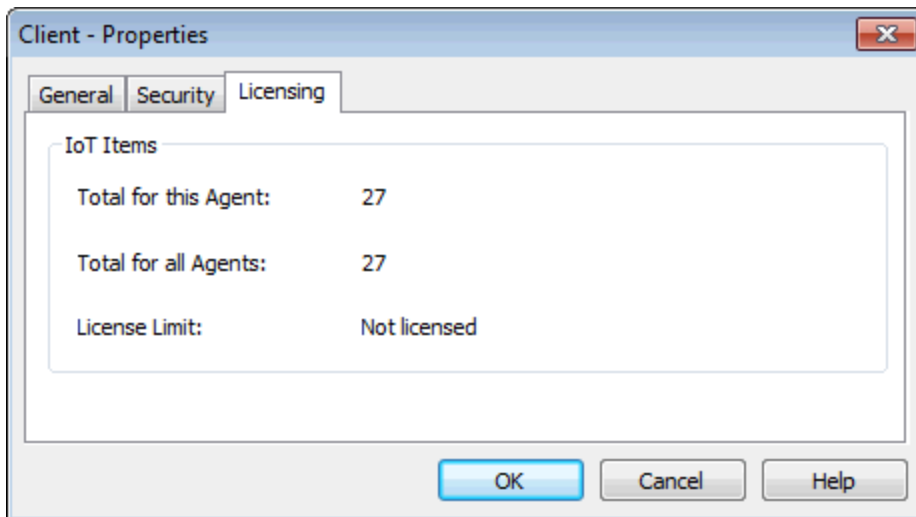 Client - Properties
General Security Licensing
IoT Items
Total for this Agent: 27
Total for all Agents: 27
License Limit: Not licensed
OK Cancel Help